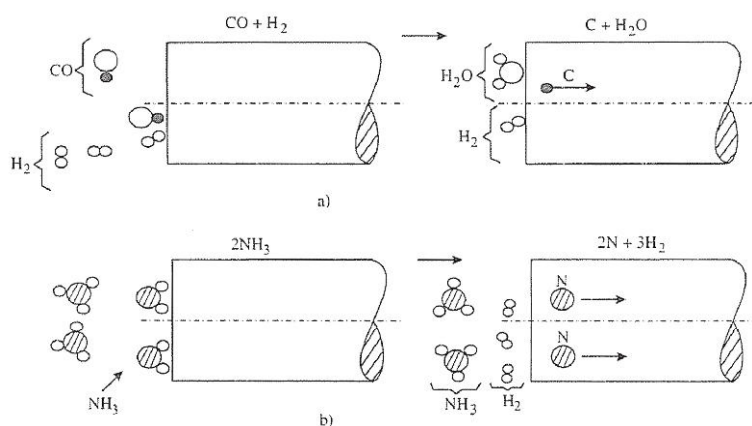 CO + H₂
C + H₂O
CO
H₂O
C
H₂
H₂
a)
2NH₃
2N + 3H₂
N
N
NH₃
NH₃
H₂
b)